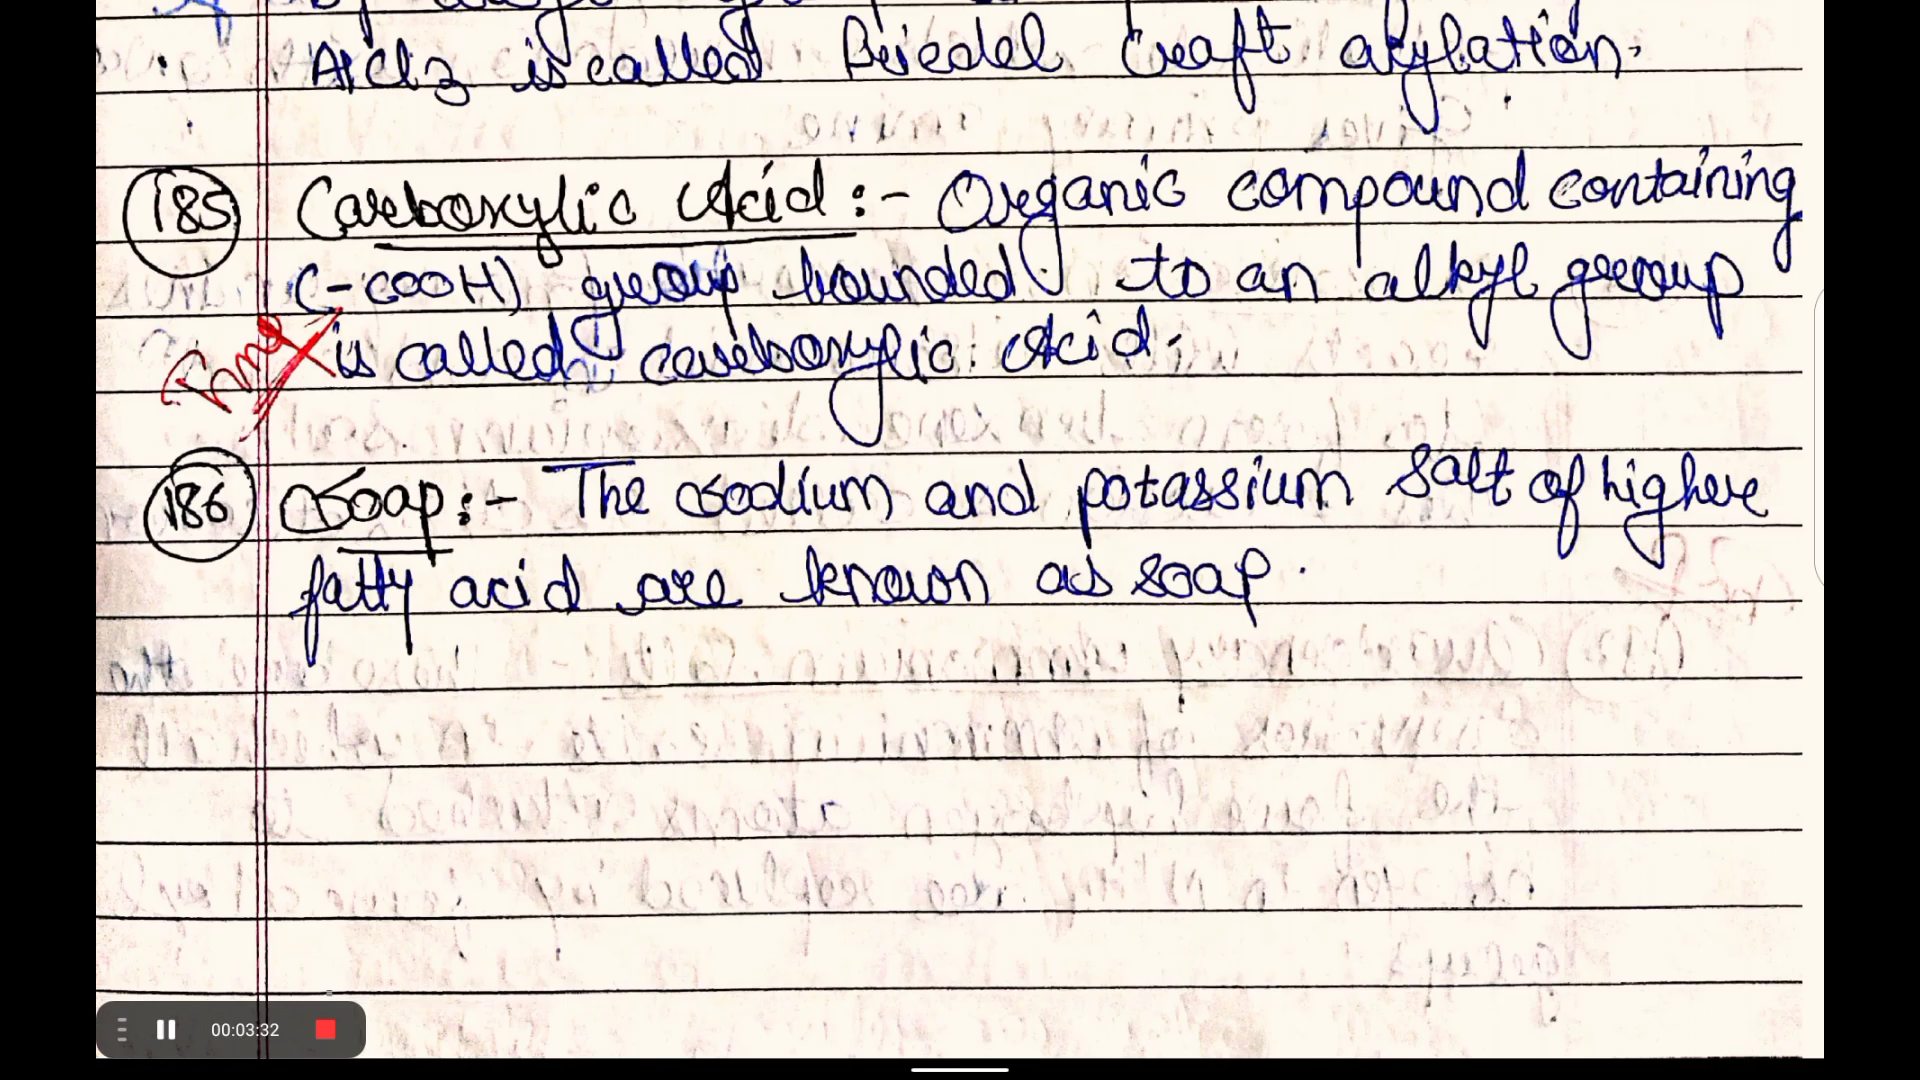 AlCl3 is called Friedel Craft akylation.
185 Carboxylic Acid :- Organic compound containing
(-COOH) group bounded to an alkyl group
Imp is called carboxylic Acid.
186 Soap :- The sodium and potassium salt of higher
fatty acid are known as soap.
00:03:32